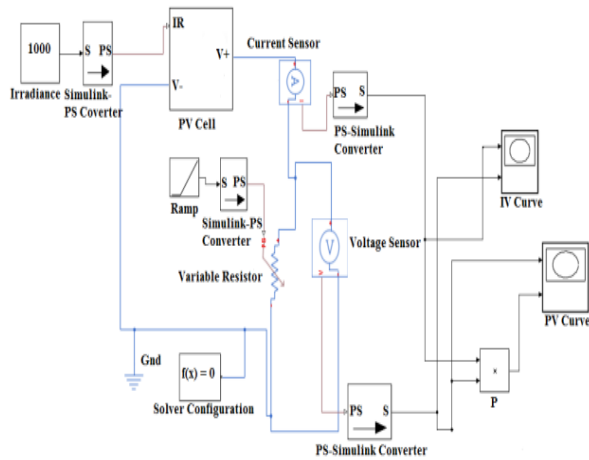 1000
Irradiance
S PS
Simulink-
PS Coverter
IR
V+
V-
PV Cell
Current Sensor
A
I
PS S
PS-Simulink
Converter
IV Curve
Ramp
S PS
Simulink-PS
Converter
Variable Resistor
V
V
Voltage Sensor
PV Curve
Gnd
f(x) = 0
Solver Configuration
PS S
PS-Simulink Converter
×
P